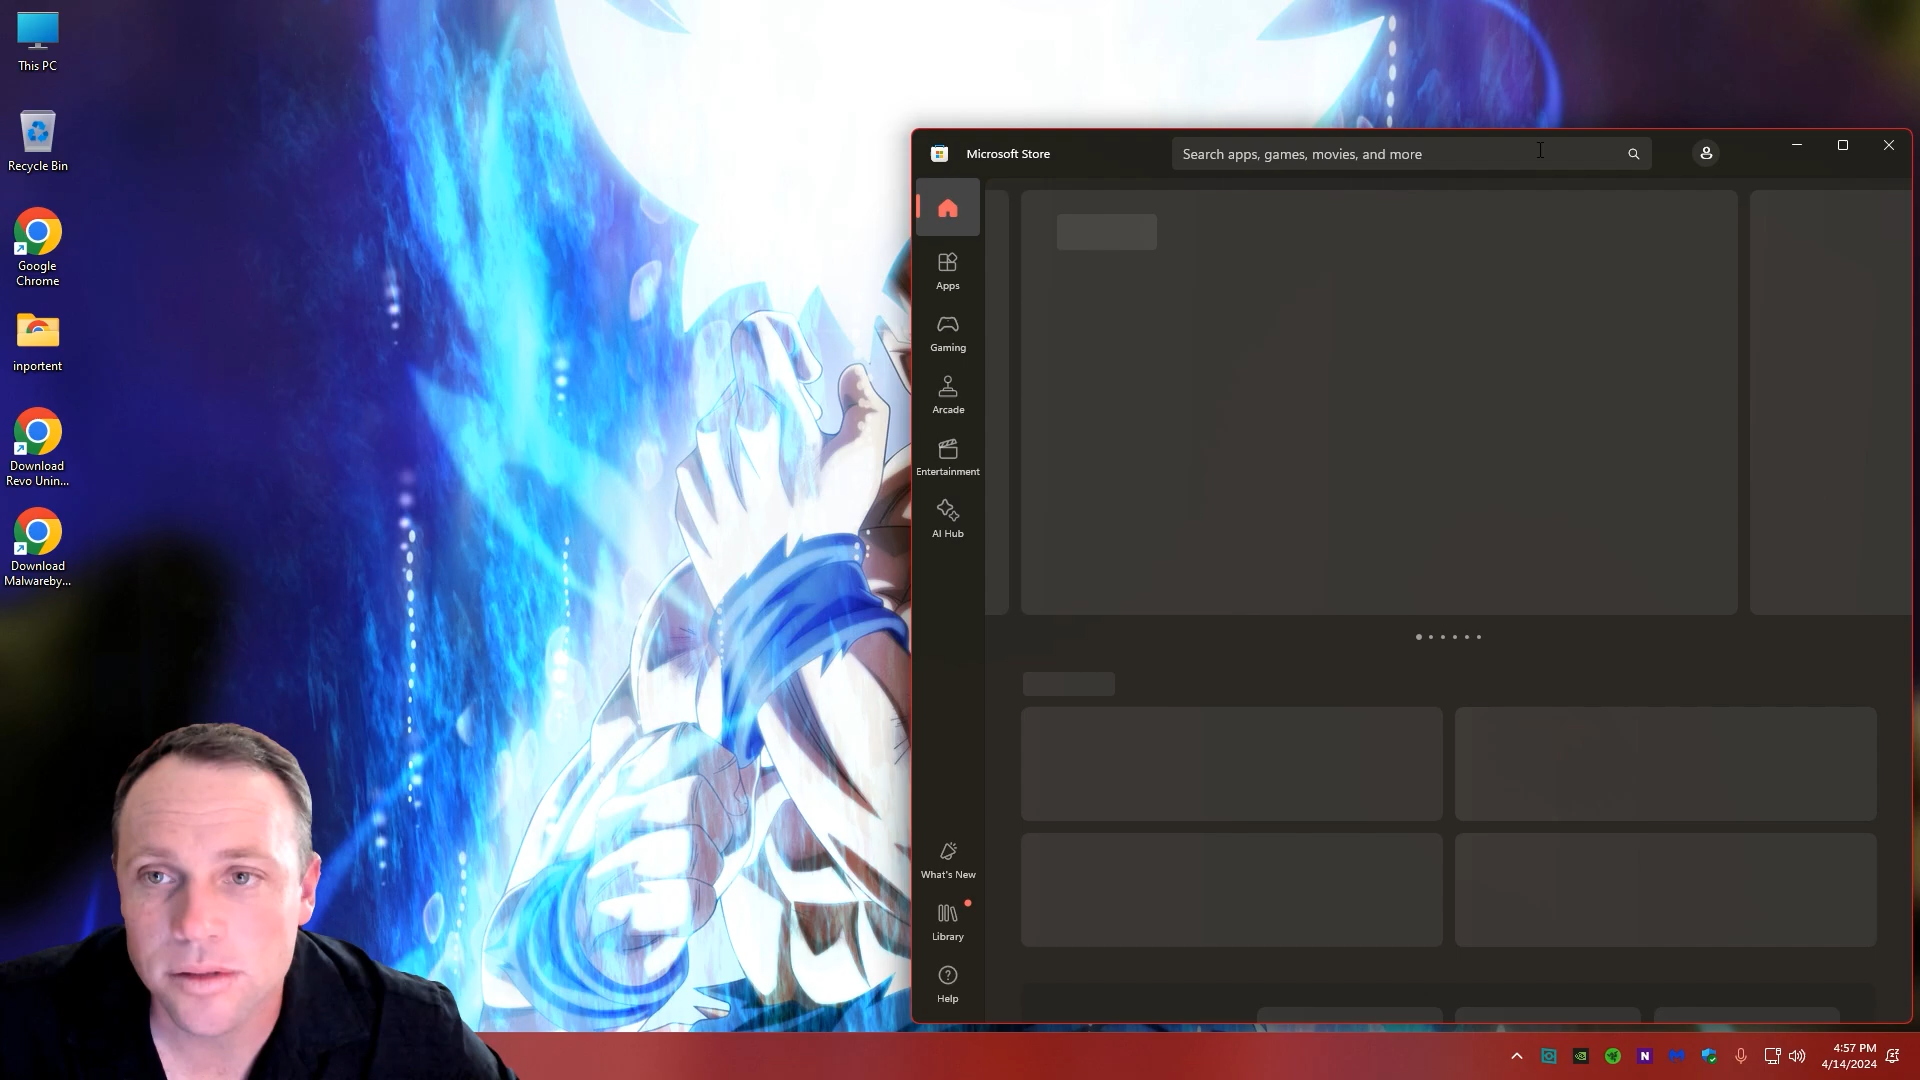 This PC
Recycle Bin
Google
Chrome
inportent
Download
Revo Unin...
Download
Malwareby...
Microsoft Store
Search apps, games, movies, and more
Apps
Gaming
Arcade
Entertainment
AI Hub
What's New
Library
Help
4:57 PM
4/14/2024